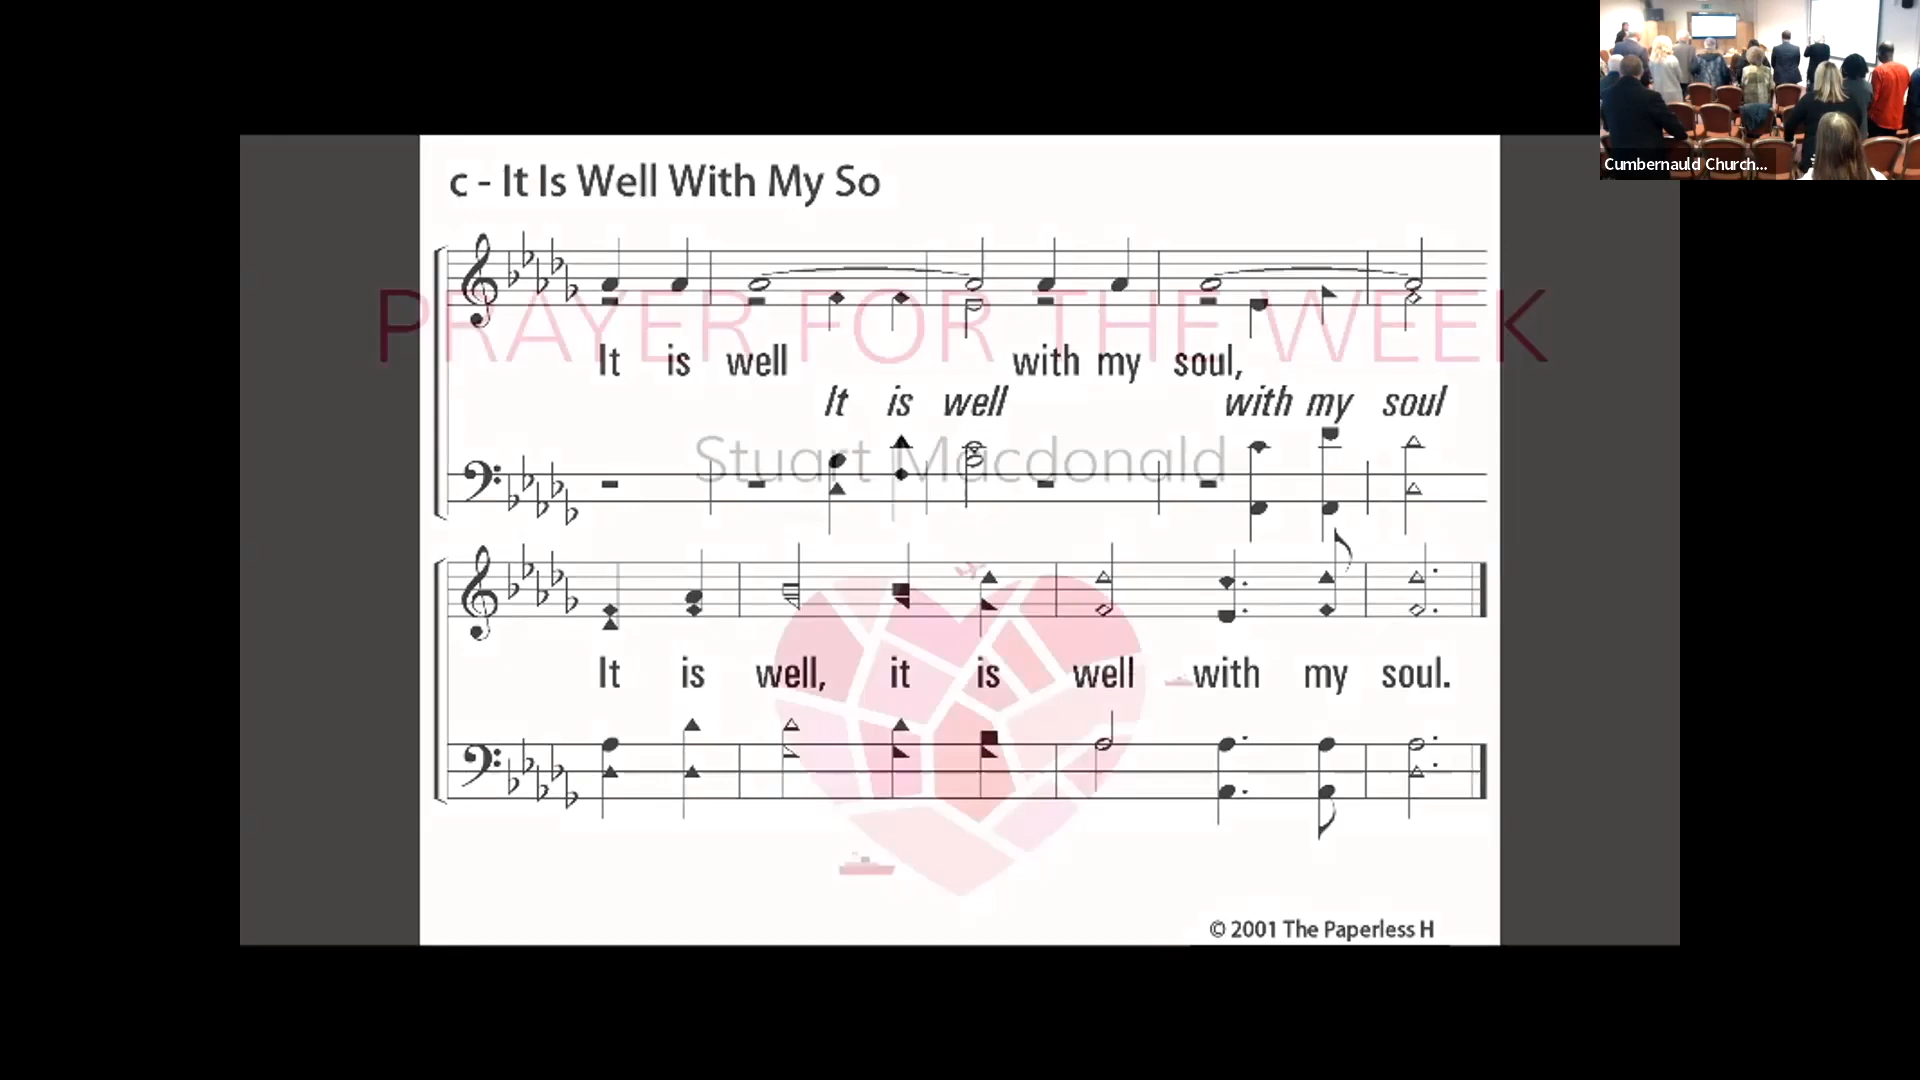 Cumbernauld Church...
c - It Is Well With My So
PRAYER FOR THE WEEK
It is well with my soul,
It is well with my soul
Stuart Macdonald
It is well, it is well with my soul.
© 2001 The Paperless H